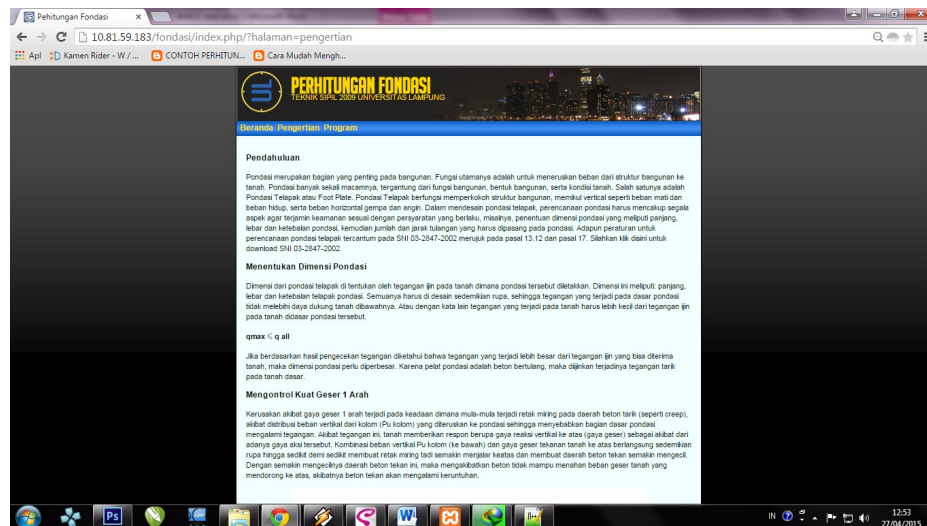 Pehitungan Fondasi
10.81.59.183/fondasi/index.php/?halaman=pengertian
Apl Kamen Rider - W / ... CONTOH PERHITUN... Cara Mudah Mengh...
PERHITUNGAN FONDASI
TEKNIK SIPIL 2009 UNIVERSITAS LAMPUNG
Beranda Pengertian Program
Pendahuluan
Pondasi merupakan bagian yang penting pada bangunan. Fungsi utamanya adalah untuk meneruskan beban dari struktur bangunan ke
tanah. Pondasi banyak sekali macamnya, tergantung dari fungsi bangunan, bentuk bangunan, serta kondisi tanah. Salah satunya adalah
Pondasi Telapak atau Foot Plate. Pondasi Telapak berfungsi memperkokoh struktur bangunan, memikul vertical seperti beban mati dan
beban hidup, serta beban horizontal gempa dan angin. Dalam mendesain pondasi telapak, perencanaan pondasi harus mencakup segala
aspek agar terjamin keamanan sesuai dengan persyaratan yang berlaku, misalnya, penentuan dimensi pondasi yang meliputi panjang,
lebar dan ketebalan pondasi, kemudian jumlah dan jarak tulangan yang harus dipasang pada pondasi. Adapun peraturan untuk
perencanaan pondasi telapak tercantum pada SNI 03-2847-2002 merujuk pada pasal 13.12 dan pasal 17. Silahkan klik disini untuk
download SNI 03-2847-2002.
Menentukan Dimensi Pondasi
Dimensi dari pondasi telapak di tentukan oleh tegangan ijin pada tanah dimana pondasi tersebut diletakkan. Dimensi ini meliputi: panjang,
lebar dan ketebalan telapak pondasi. Semuanya harus di desain sedemikian rupa, sehingga tegangan yang terjadi pada dasar pondasi
tidak melebihi daya dukung tanah dibawahnya. Atau dengan kata lain tegangan yang terjadi pada tanah harus lebih kecil dari tegangan ijin
pada tanah didasar pondasi tersebut.
qmax ≤ q all
Jika berdasarkan hasil pengecekan tegangan diketahui bahwa tegangan yang terjadi lebih besar dari tegangan ijin yang bisa diterima
tanah, maka dimensi pondasi perlu diperbesar. Karena pelat pondasi adalah beton bertulang, maka diijinkan terjadinya tegangan tarik
pada tanah dasar.
Mengontrol Kuat Geser 1 Arah
Kerusakan akibat gaya geser 1 arah terjadi pada keadaan dimana mula-mula terjadi retak miring pada daerah beton tarik (seperti creep),
akibat distribusi beban vertikal dari kolom (Pu kolom) yang diteruskan ke pondasi sehingga menyebabkan bagian dasar pondasi
mengalami tegangan. Akibat tegangan ini, tanah memberikan respon berupa gaya reaksi vertikal ke atas (gaya geser) sebagai akibat dari
adanya gaya aksi tersebut. Kombinasi beban vertikal Pu kolom (ke bawah) dan gaya geser tekanan tanah ke atas berlangsung sedemikian
rupa hingga sedikit demi sedikit membuat retak miring tadi semakin menjalar keatas dan membuat daerah beton tekan semakin mengecil.
Dengan semakin mengecilnya daerah beton tekan ini, maka mengakibatkan beton tidak mampu menahan beban geser tanah yang
mendorong ke atas, akibatnya beton tekan akan mengalami keruntuhan.
Ps
IN
12:53
27/04/2015